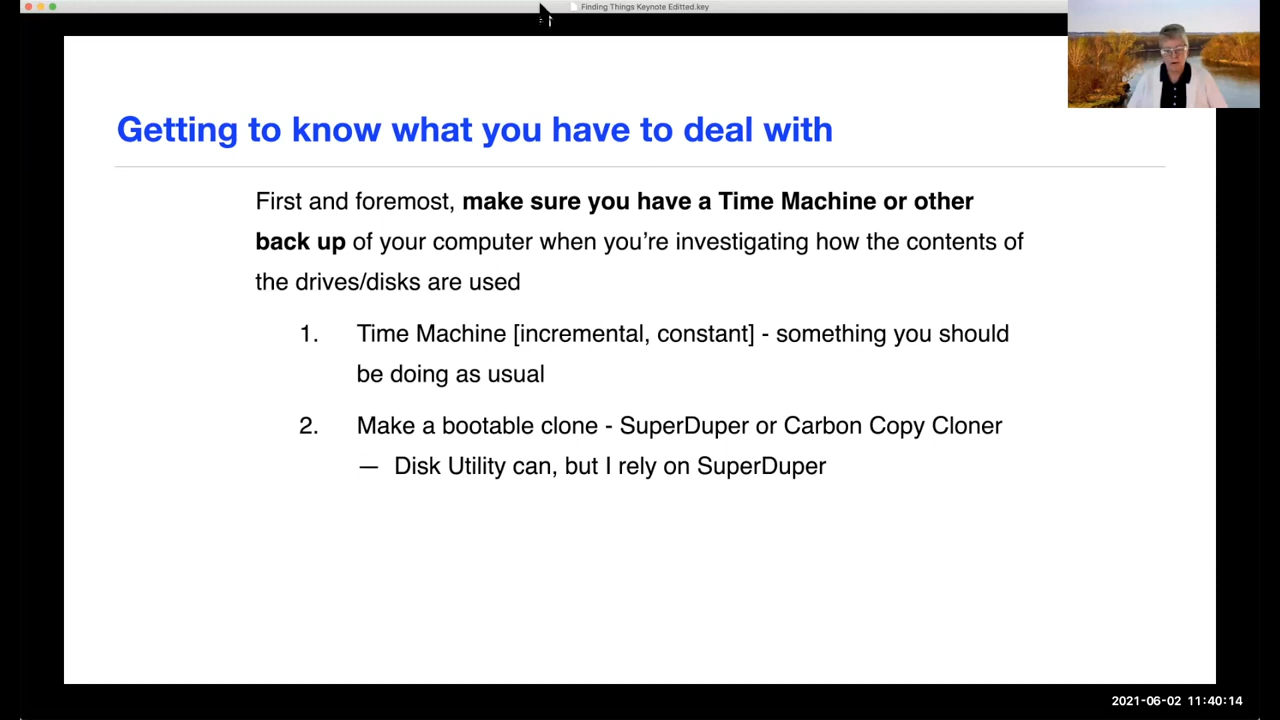 Finding Things Keynote Editted.key
Getting to know what you have to deal with
First and foremost, make sure you have a Time Machine or other
back up of your computer when you’re investigating how the contents of
the drives/disks are used
1. Time Machine [incremental, constant] - something you should
be doing as usual
2. Make a bootable clone - SuperDuper or Carbon Copy Cloner
— Disk Utility can, but I rely on SuperDuper
2021-06-02 11:40:14